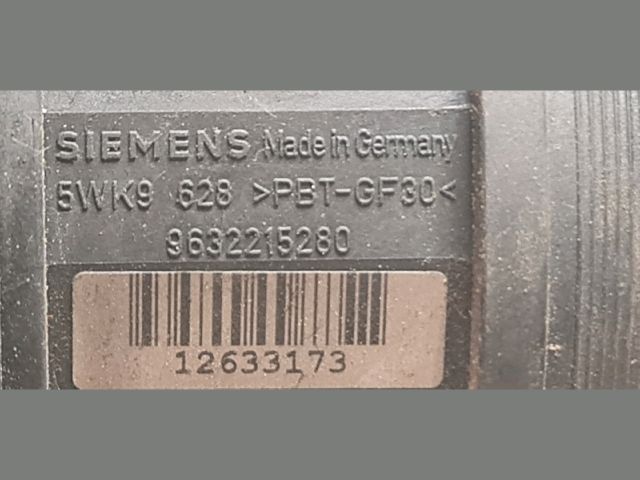 SIEMENS Made in Germany
5WK9 628 >PBT-GF30<
9632215280
12633173